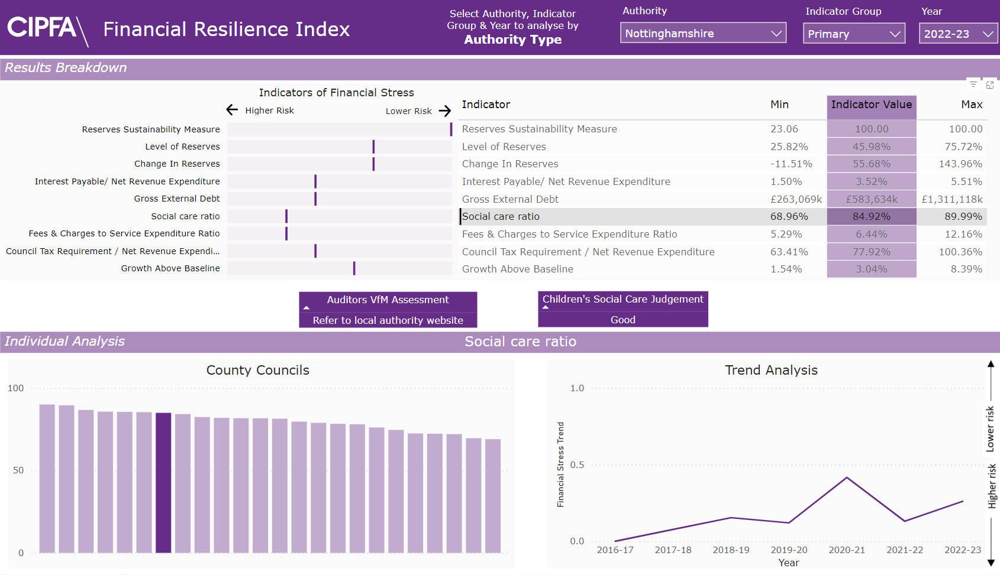 CIPFA
Financial Resilience Index
Select Authority, Indicator
Group & Year to analyse by
Authority Type
Authority
Nottinghamshire
Indicator Group
Primary
Year
2022-23
Results Breakdown
Indicators of Financial Stress
Higher Risk
Lower Risk
Reserves Sustainability Measure
Level of Reserves
Change In Reserves
Interest Payable/ Net Revenue Expenditure
Gross External Debt
Social care ratio
Fees & Charges to Service Expenditure Ratio
Council Tax Requirement / Net Revenue Expendi...
Growth Above Baseline
Indicator Min Indicator Value Max
Reserves Sustainability Measure 23.06 100.00 100.00
Level of Reserves 25.82% 45.98% 75.72%
Change In Reserves -11.51% 55.68% 143.96%
Interest Payable/ Net Revenue Expenditure 1.50% 3.52% 5.51%
Gross External Debt £263,069k £583,634k £1,311,118k
Social care ratio 68.96% 84.92% 89.99%
Fees & Charges to Service Expenditure Ratio 5.29% 6.44% 12.16%
Council Tax Requirement / Net Revenue Expenditure 63.41% 77.92% 100.36%
Growth Above Baseline 1.54% 3.04% 8.39%
Auditors VfM Assessment
Refer to local authority website
Children's Social Care Judgement
Good
Individual Analysis
Social care ratio
County Councils
100
50
0
Trend Analysis
1.0
0.5
0.0
Financial Stress Trend
2016-17 2017-18 2018-19 2019-20 2020-21 2021-22 2022-23
Year
Lower risk
Higher risk